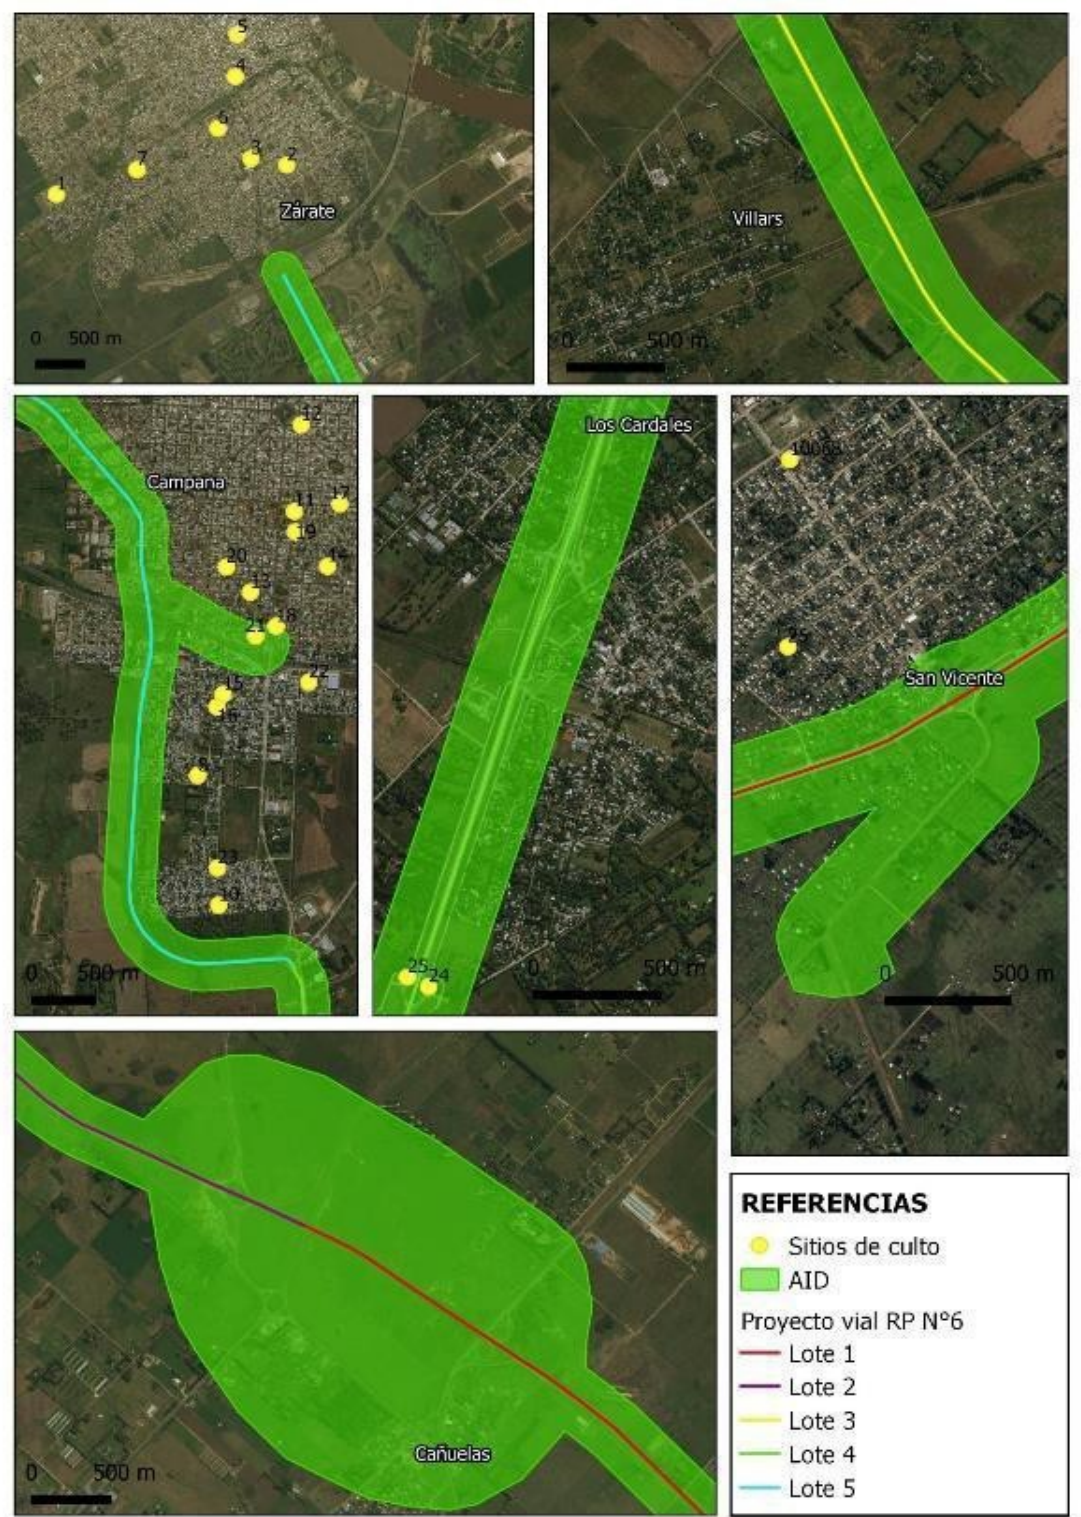 5
4
6
3
2
7
1
Zárate
0 500 m
Villars
0 500 m
12
Campana
11
17
19
20
14
13
18
21
22
15
16
8
23
10
0 500 m
Los Cardales
25
24
0 500 m
San Vicente
0 500 m
Cañuelas
0 500 m
REFERENCIAS
Sitios de culto
AID
Proyecto vial RP N°6
Lote 1
Lote 2
Lote 3
Lote 4
Lote 5